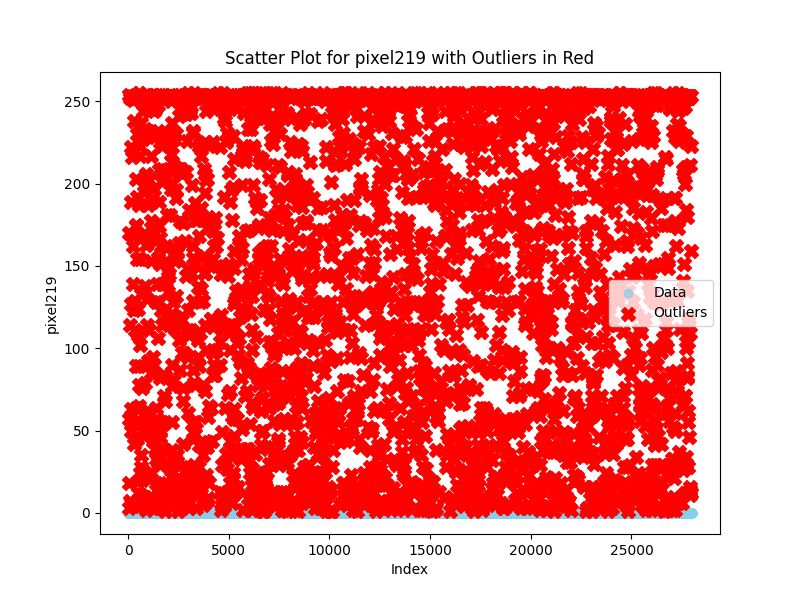 Scatter Plot for pixel219 with Outliers in Red
250
200
150
100
50
0
pixel219
Data
Outliers
0 5000 10000 15000 20000 25000
Index